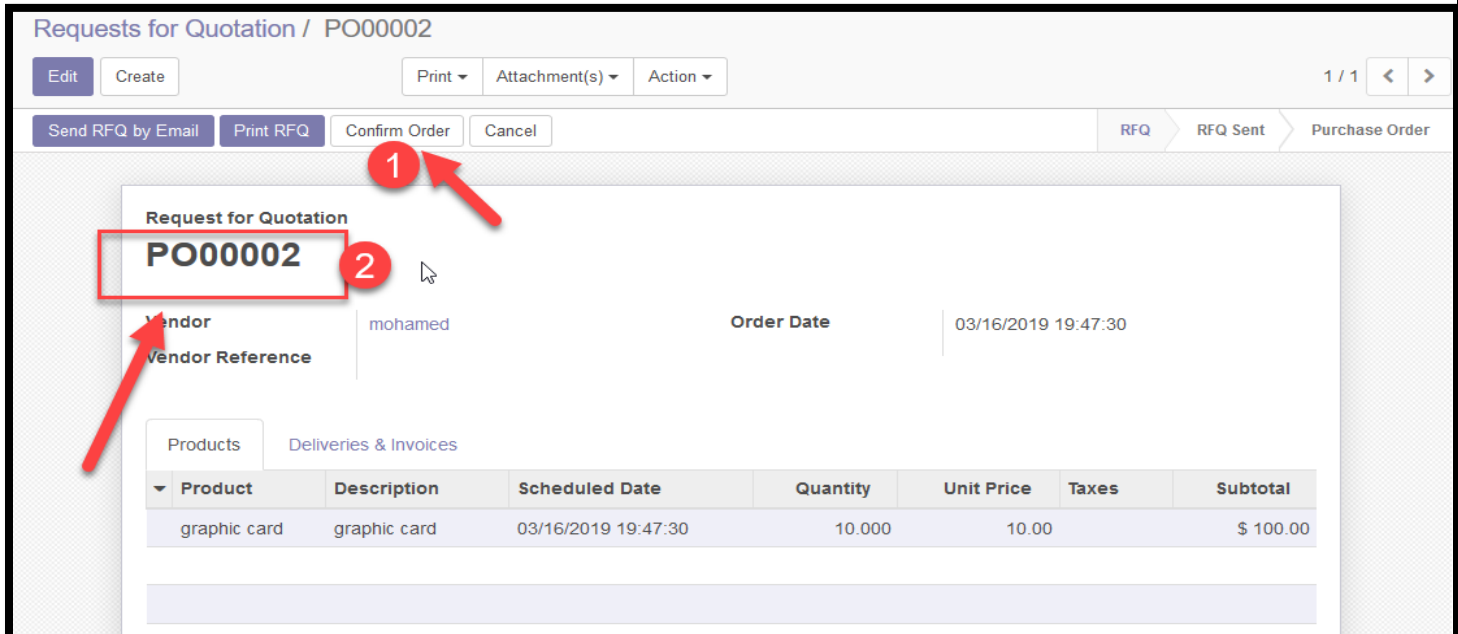 Requests for Quotation / PO00002
Edit Create Print Attachment(s) Action 1 / 1
Send RFQ by Email Print RFQ Confirm Order Cancel RFQ RFQ Sent Purchase Order
1
Request for Quotation
PO00002 2
Vendor mohamed Order Date 03/16/2019 19:47:30
Vendor Reference
Products Deliveries & Invoices
Product Description Scheduled Date Quantity Unit Price Taxes Subtotal
graphic card graphic card 03/16/2019 19:47:30 10.000 10.00 $ 100.00